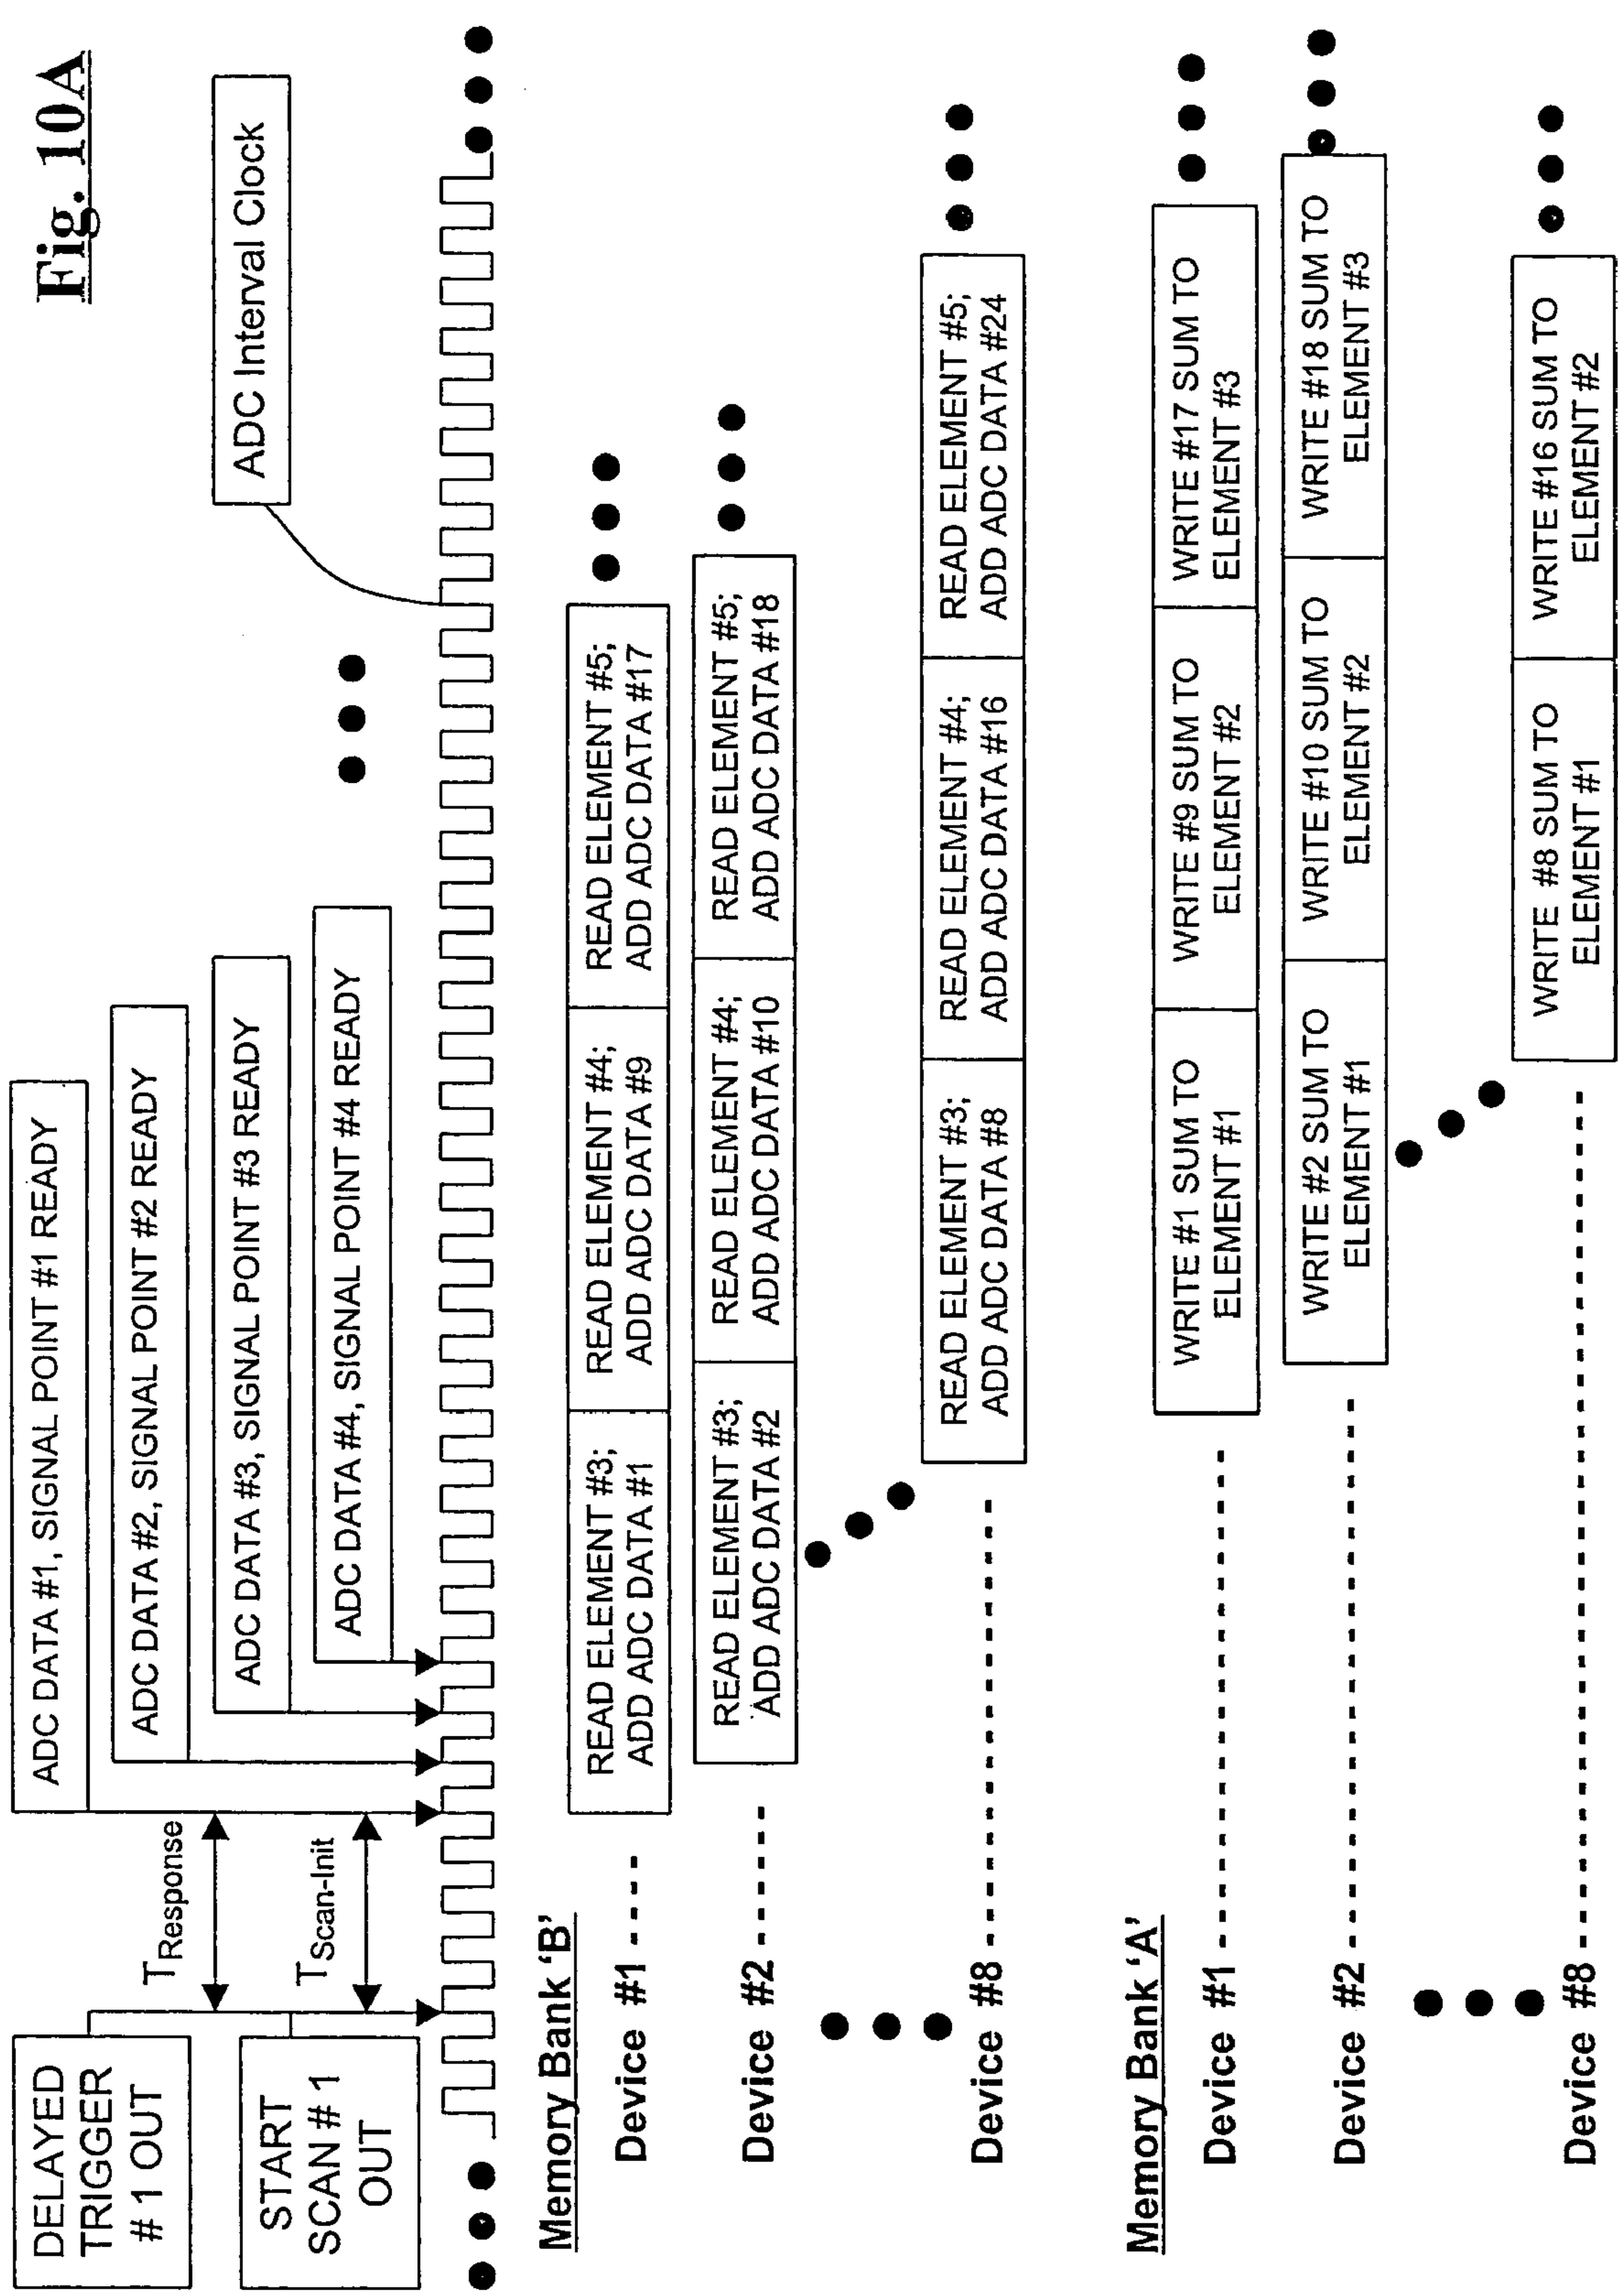 Fig. 10A
DELAYED
TRIGGER
# 1 OUT
START
SCAN # 1
OUT
TResponse
TScan-Init
ADC DATA #1, SIGNAL POINT #1 READY
ADC DATA #2, SIGNAL POINT #2 READY
ADC DATA #3, SIGNAL POINT #3 READY
ADC DATA #4, SIGNAL POINT #4 READY
ADC Interval Clock
Memory Bank ‘B’
Device #1
READ ELEMENT #3;
ADD ADC DATA #1
READ ELEMENT #4;
ADD ADC DATA #9
READ ELEMENT #5;
ADD ADC DATA #17
Device #2
READ ELEMENT #3;
ADD ADC DATA #2
READ ELEMENT #4;
ADD ADC DATA #10
READ ELEMENT #5;
ADD ADC DATA #18
Device #8
READ ELEMENT #3;
ADD ADC DATA #8
READ ELEMENT #4;
ADD ADC DATA #16
READ ELEMENT #5;
ADD ADC DATA #24
Memory Bank ‘A’
Device #1
WRITE #1 SUM TO
ELEMENT #1
WRITE #9 SUM TO
ELEMENT #2
WRITE #17 SUM TO
ELEMENT #3
Device #2
WRITE #2 SUM TO
ELEMENT #1
WRITE #10 SUM TO
ELEMENT #2
WRITE #18 SUM TO
ELEMENT #3
Device #8
WRITE #8 SUM TO
ELEMENT #1
WRITE #16 SUM TO
ELEMENT #2